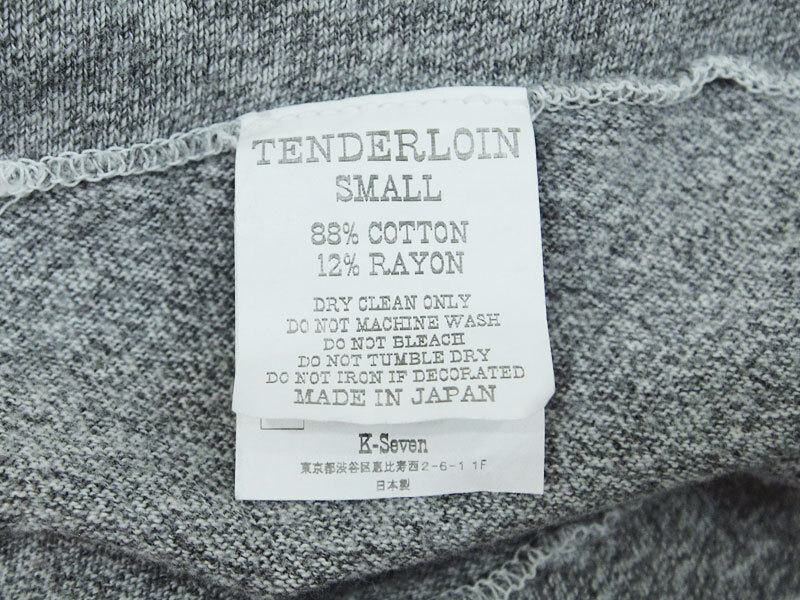 TENDERLOIN
SMALL
88% COTTON
12% RAYON
DRY CLEAN ONLY
DO NOT MACHINE WASH
DO NOT BLEACH
DO NOT TUMBLE DRY
DO NOT IRON IF DECORATED
MADE IN JAPAN
K-Seven
東京都渋谷区恵比寿西2-6-1 1F
日本製